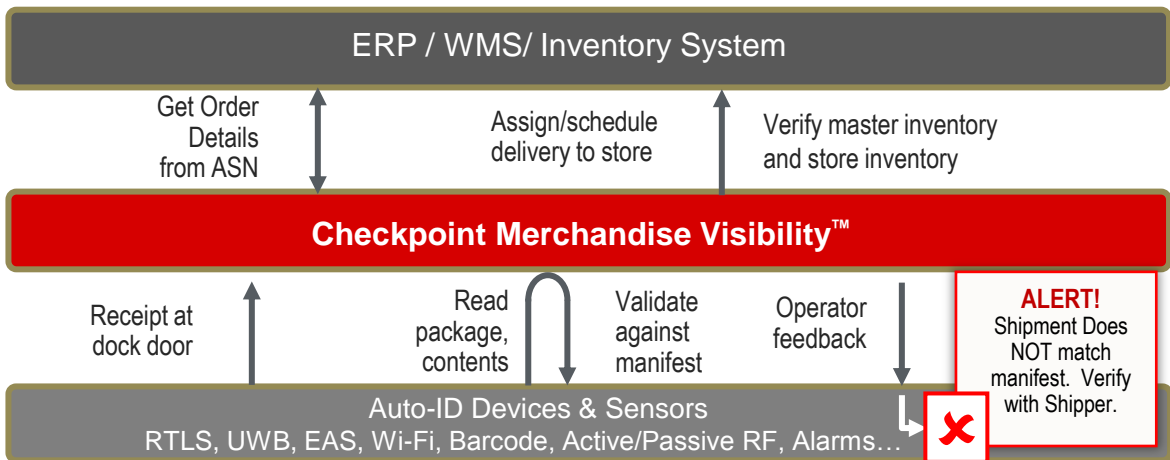 ERP / WMS/ Inventory System
Get Order
Details
from ASN
Assign/schedule
delivery to store
Verify master inventory
and store inventory
Checkpoint Merchandise Visibility™
Receipt at
dock door
Read
package,
contents
Validate
against
manifest
Operator
feedback
ALERT!
Shipment Does
NOT match
manifest. Verify
with Shipper.
Auto-ID Devices & Sensors
RTLS, UWB, EAS, Wi-Fi, Barcode, Active/Passive RF, Alarms…